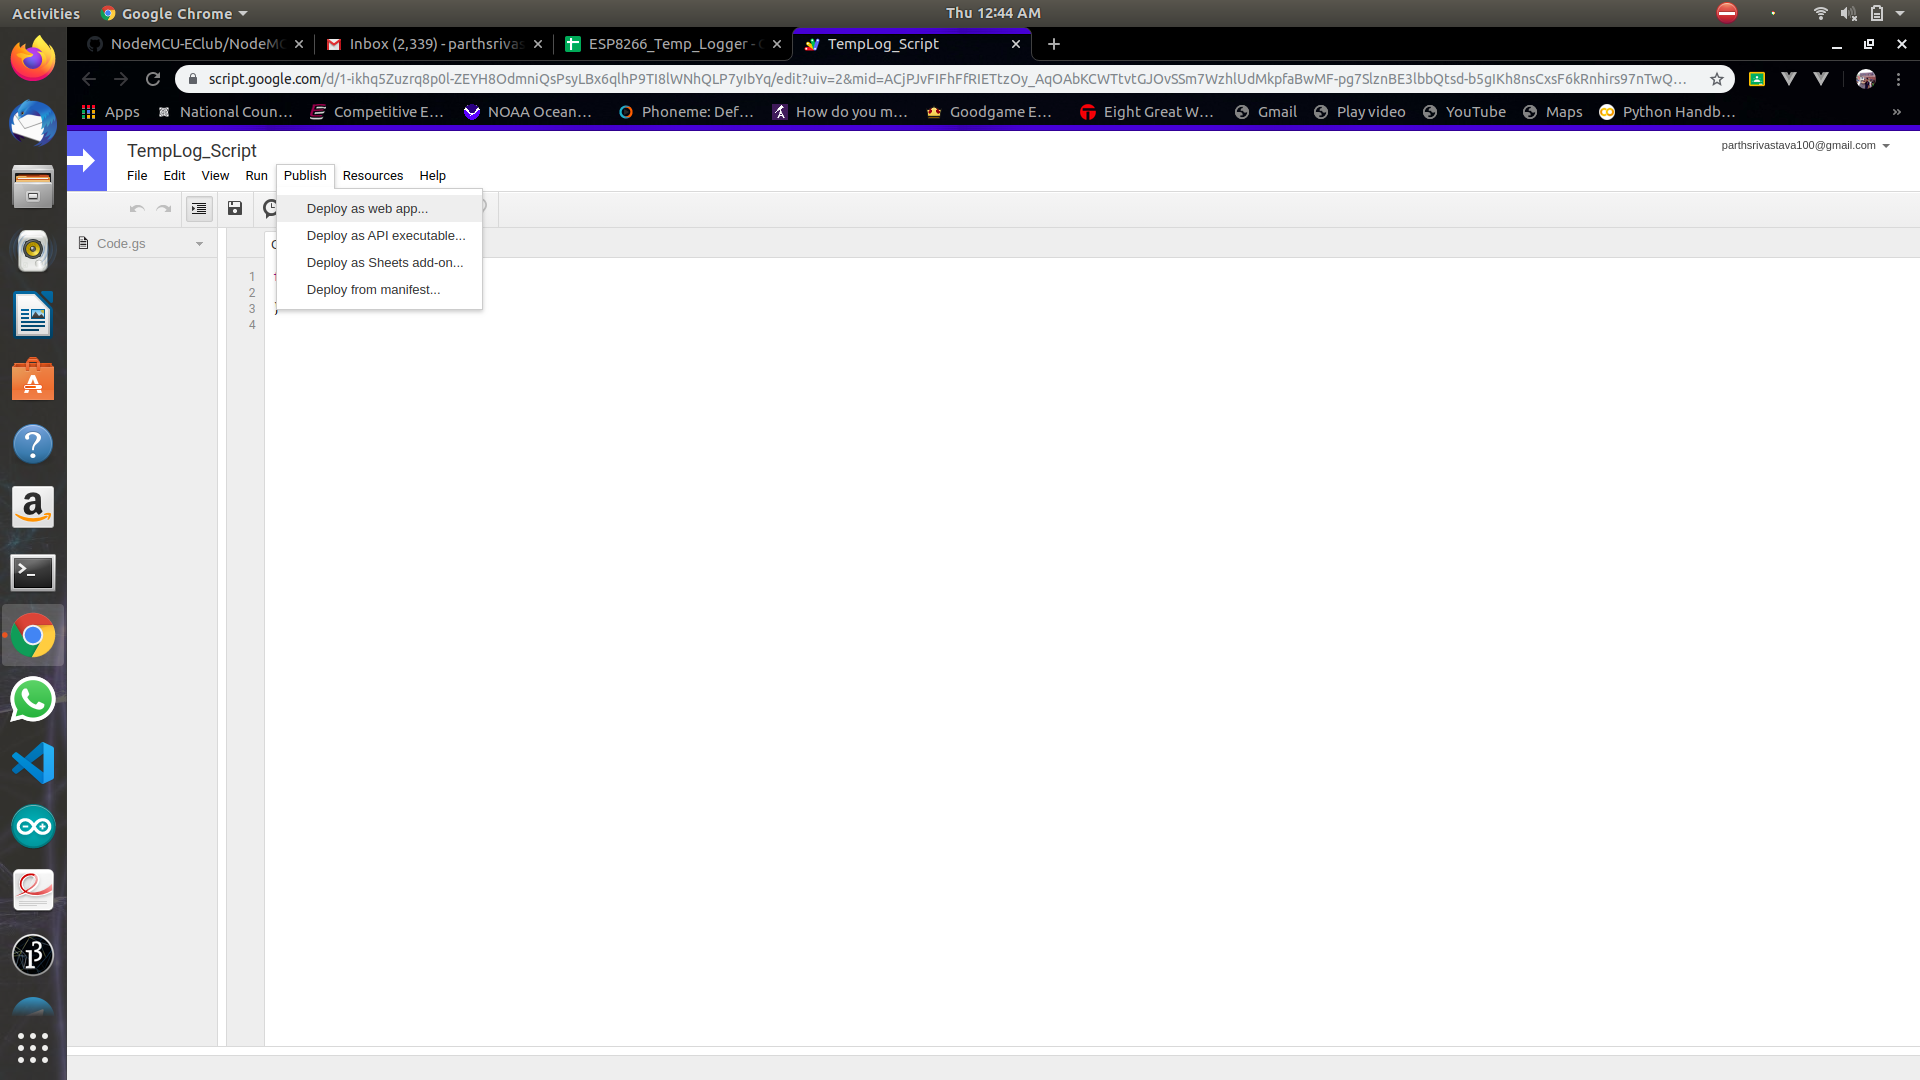 Activities Google Chrome Thu 12:44 AM
NodeMCU-EClub/NodeMC Inbox (2,339) - parthsrivas ESP8266_Temp_Logger - TempLog_Script
script.google.com/d/1-ikhq5Zuzrq8p0l-ZEYH8OdmniQsPsyLBx6qlhP9TI8lWNhQLP7yIbYq/edit?uiv=2&mid=ACjPJvFIFhFfRIETtzOy_AqOAbKCWTtvtGJOvSSm7WzhlUdMkpfaBwMF-pg7SlznBE3lbbQtsd-b5gIKh8nsCxsF6kRnhirs97nTwQ...
Apps National Coun... Competitive E... NOAA Ocean... Phoneme: Def... How do you m... Goodgame E... Eight Great W... Gmail Play video YouTube Maps Python Handb... »
TempLog_Script parthsrivastava100@gmail.com
File Edit View Run Publish Resources Help
Deploy as web app...
Deploy as API executable...
Deploy as Sheets add-on...
Deploy from manifest...
Code.gs
1
2
3 }
4